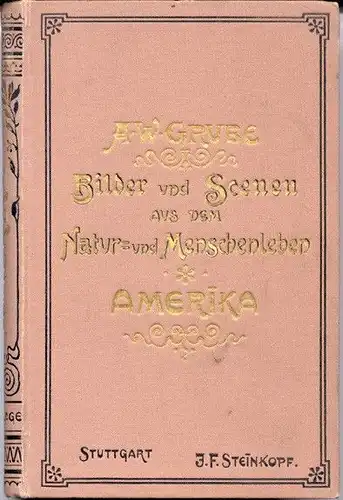 A.W. GRUBE
Bilder und Scenen
AUS DEM
Natur- und Menschenleben
AMERIKA
STUTTGART J.F. STEINKOPF.